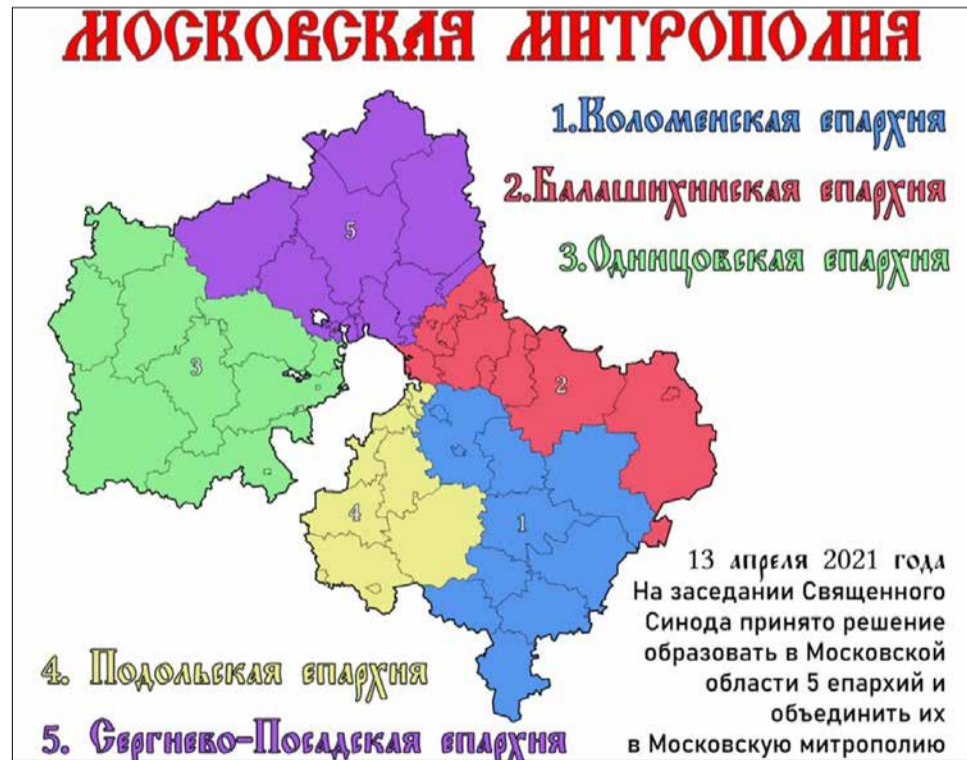 МОСКОВСКАЯ МИТРОПОЛИЯ
1.Коломенская епархия
2.Балашихинская епархия
3.Одинцовская епархия
5
3
2
4
1
13 апреля 2021 года
На заседании Священного
Синода принято решение
образовать в Московской
области 5 епархий и
объединить их
в Московскую митрополию
4. Подольская епархия
5. Сергиево-Посадская епархия